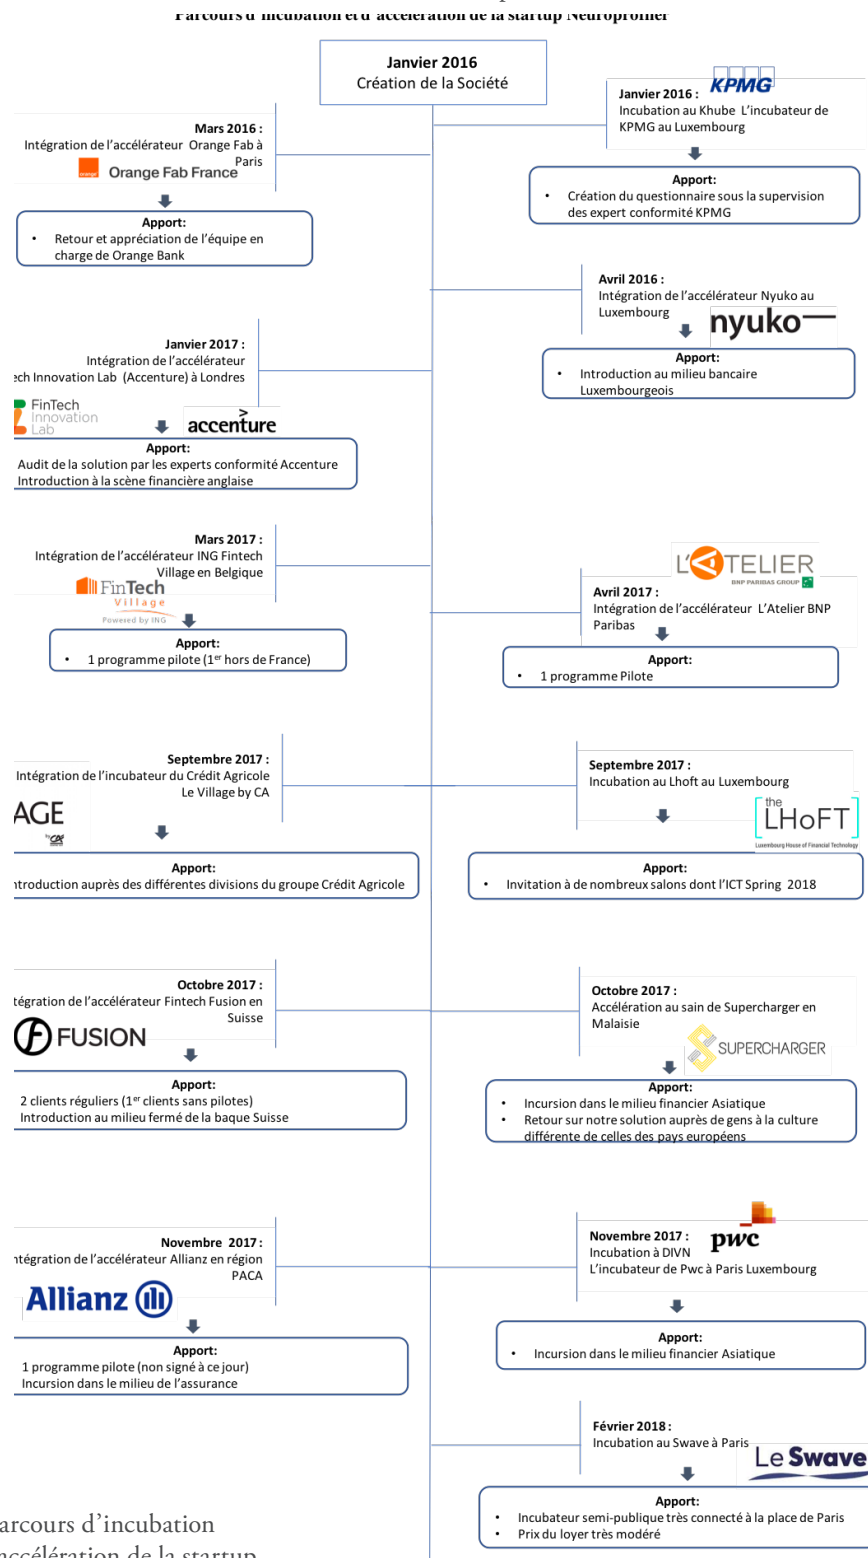 Parcours d'incubation et d'accélération de la startup Neuroprofiler
Janvier 2016
Création de la Société
KPMG
Janvier 2016 :
Incubation au Khube L'incubateur de
KPMG au Luxembourg
Apport:
• Création du questionnaire sous la supervision
des expert conformité KPMG
Mars 2016 :
Intégration de l'accélérateur Orange Fab à
Paris
orange
Orange Fab France
Apport:
• Retour et appréciation de l'équipe en
charge de Orange Bank
Avril 2016 :
Intégration de l'accélérateur Nyuko au
Luxembourg
nyuko
Apport:
• Introduction au milieu bancaire
Luxembourgeois
Janvier 2017 :
Intégration de l'accélérateur
ech Innovation Lab (Accenture) à Londres
FinTech
Innovation
Lab
accenture
Apport:
Audit de la solution par les experts conformité Accenture
Introduction à la scène financière anglaise
Mars 2017 :
Intégration de l'accélérateur ING Fintech
Village en Belgique
FinTech
Village
Powered by ING
Apport:
• 1 programme pilote (1er hors de France)
L'ATELIER
BNP PARIBAS GROUP
Avril 2017 :
Intégration de l'accélérateur L'Atelier BNP
Paribas
Apport:
• 1 programme Pilote
Septembre 2017 :
Intégration de l'incubateur du Crédit Agricole
Le Village by CA
AGE
by CA
Apport:
ntroduction auprès des différentes divisions du groupe Crédit Agricole
Septembre 2017 :
Incubation au Lhoft au Luxembourg
the
LHoFT
Luxembourg House of Financial Technology
Apport:
• Invitation à de nombreux salons dont l'ICT Spring 2018
Octobre 2017 :
tégration de l'accélérateur Fintech Fusion en
Suisse
FUSION
Apport:
2 clients réguliers (1er clients sans pilotes)
Introduction au milieu fermé de la baque Suisse
Octobre 2017 :
Accélération au sain de Supercharger en
Malaisie
SUPERCHARGER
Apport:
• Incursion dans le milieu financier Asiatique
• Retour sur notre solution auprès de gens à la culture
différente de celles des pays européens
Novembre 2017 :
ntégration de l'accélérateur Allianz en région
PACA
Allianz
Apport:
1 programme pilote (non signé à ce jour)
Incursion dans le milieu de l'assurance
pwc
Novembre 2017 :
Incubation à DIVN
L'incubateur de Pwc à Paris Luxembourg
Apport:
• Incursion dans le milieu financier Asiatique
Février 2018 :
Incubation au Swave à Paris
Le Swave
Apport:
• Incubateur semi-publique très connecté à la place de Paris
• Prix du loyer très modéré
arcours d'incubation
accélération de la startup